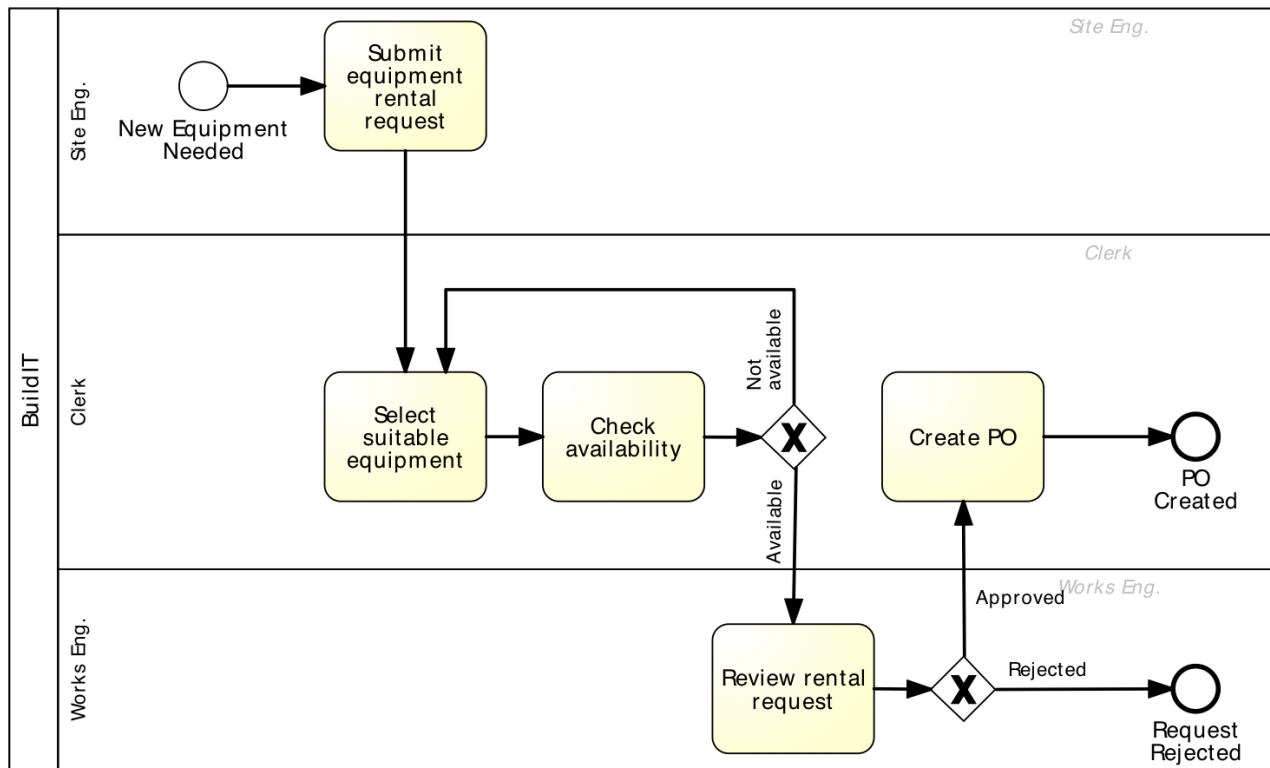 BuildIT
Site Eng.
Site Eng.
New Equipment
Needed
Submit
equipment
rental
request
Clerk
Clerk
Select
suitable
equipment
Check
availability
Not
available
X
Available
Create PO
PO
Created
Works Eng.
Works Eng.
Review rental
request
X
Approved
Rejected
Request
Rejected